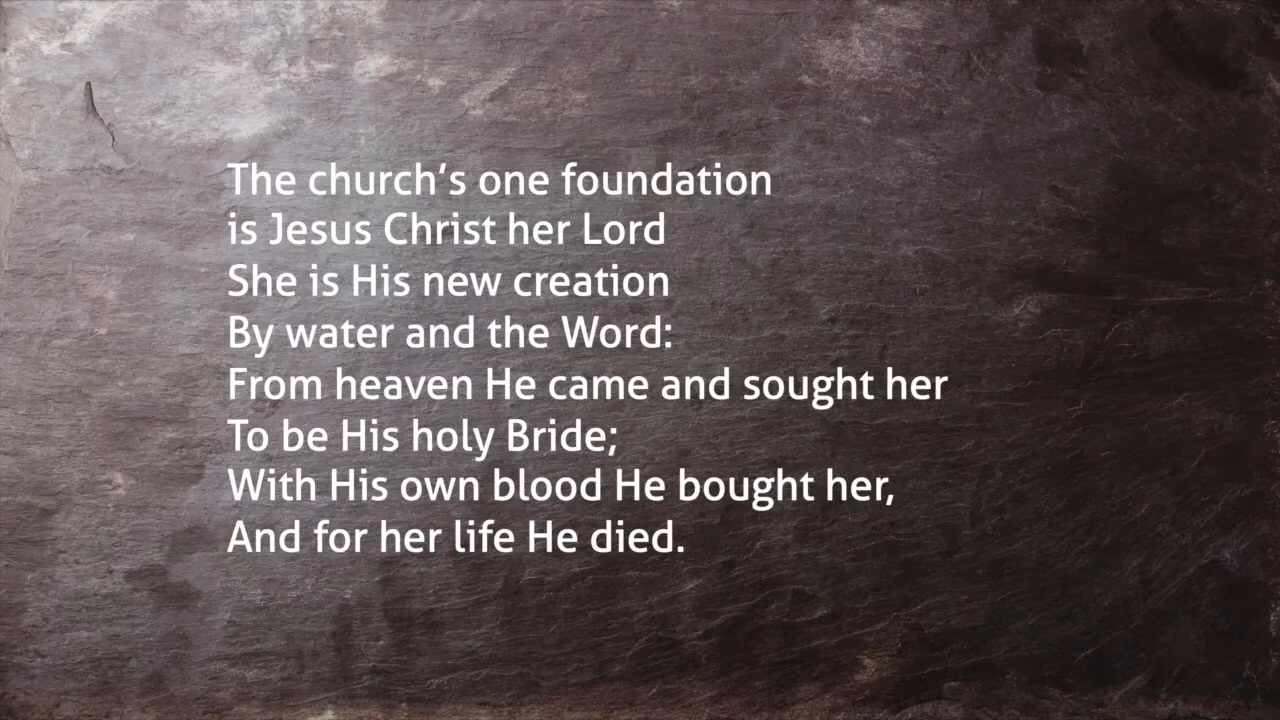 The church’s one foundation
is Jesus Christ her Lord
She is His new creation
By water and the Word:
From heaven He came and sought her
To be His holy Bride;
With His own blood He bought her,
And for her life He died.